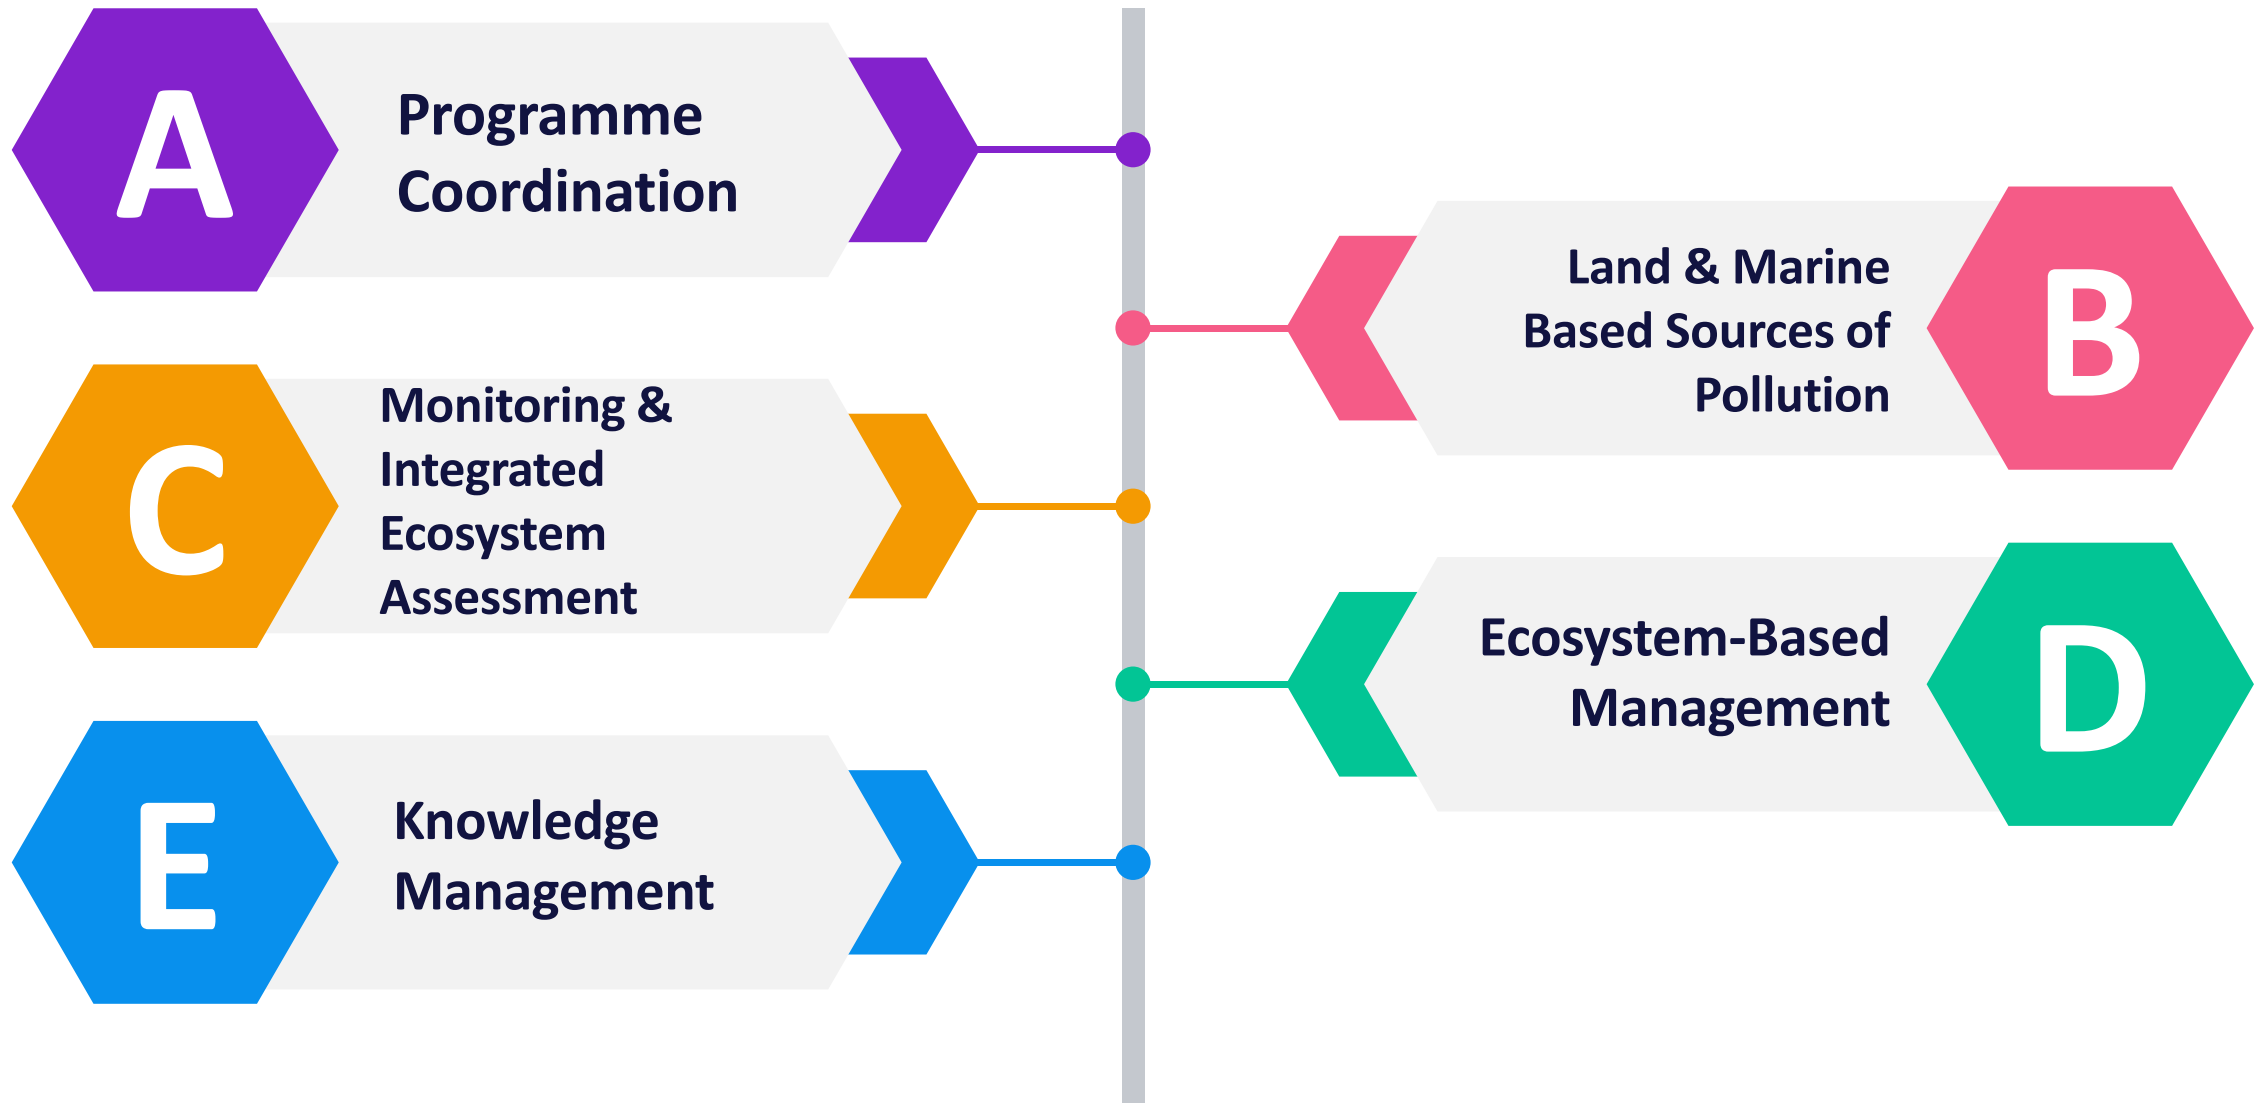 A
Programme
Coordination
B
Land & Marine
Based Sources of
Pollution
C
Monitoring &
Integrated
Ecosystem
Assessment
D
Ecosystem-Based
Management
E
Knowledge
Management